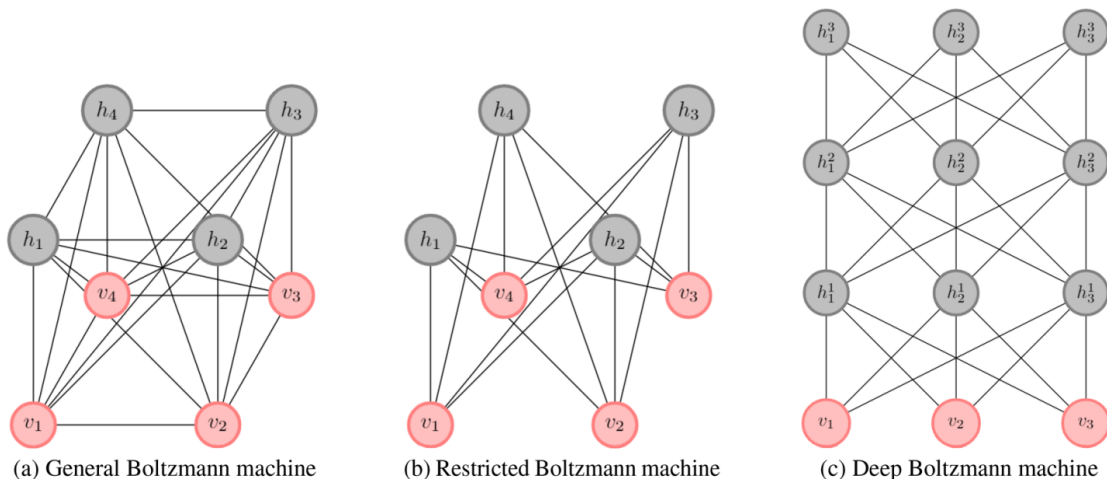 h₄ h₃
h₁ h₂
v₄ v₃
v₁ v₂
(a) General Boltzmann machine
h₄ h₃
h₁ h₂
v₄ v₃
v₁ v₂
(b) Restricted Boltzmann machine
h₁³ h₂³ h₃³
h₁² h₂² h₃²
h₁¹ h₂¹ h₃¹
v₁ v₂ v₃
(c) Deep Boltzmann machine